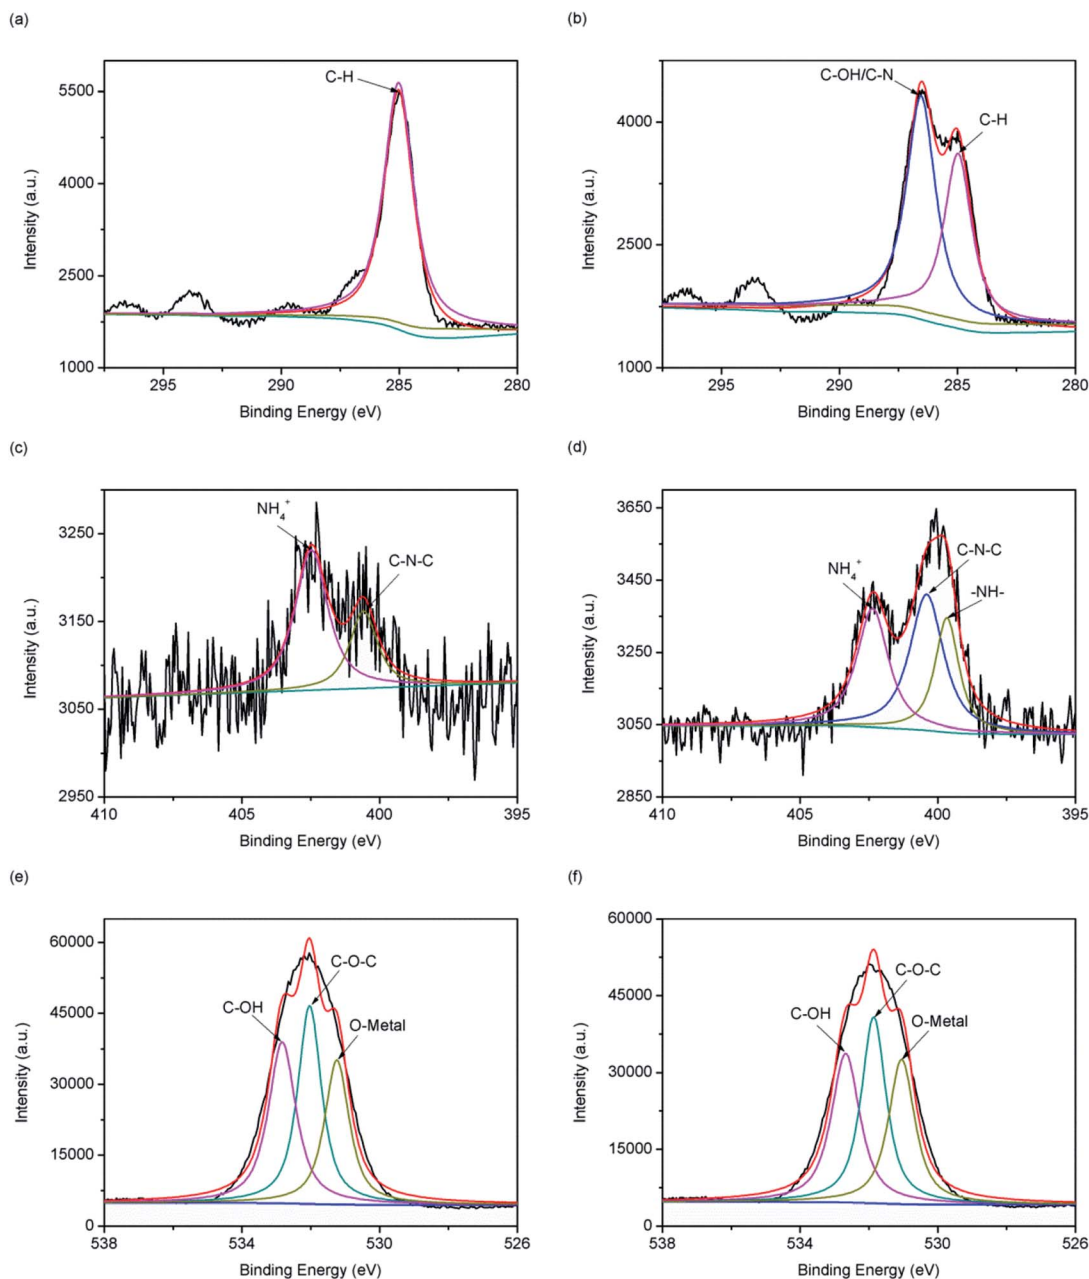 (a)
C-H
5500
4000
2500
1000
295
290
285
280
Intensity (a.u.)
Binding Energy (eV)
(b)
C-OH/C-N
C-H
4000
2500
1000
295
290
285
280
Intensity (a.u.)
Binding Energy (eV)
(c)
NH₄⁺
C-N-C
3250
3150
3050
2950
410
405
400
395
Intensity (a.u.)
Binding Energy (eV)
(d)
NH₄⁺
C-N-C
-NH-
3650
3450
3250
3050
2850
410
405
400
395
Intensity (a.u.)
Binding Energy (eV)
(e)
C-OH
C-O-C
O-Metal
60000
45000
30000
15000
0
538
534
530
526
Intensity (a.u.)
Binding Energy (eV)
(f)
C-OH
C-O-C
O-Metal
60000
45000
30000
15000
0
538
534
530
526
Intensity (a.u.)
Binding Energy (eV)